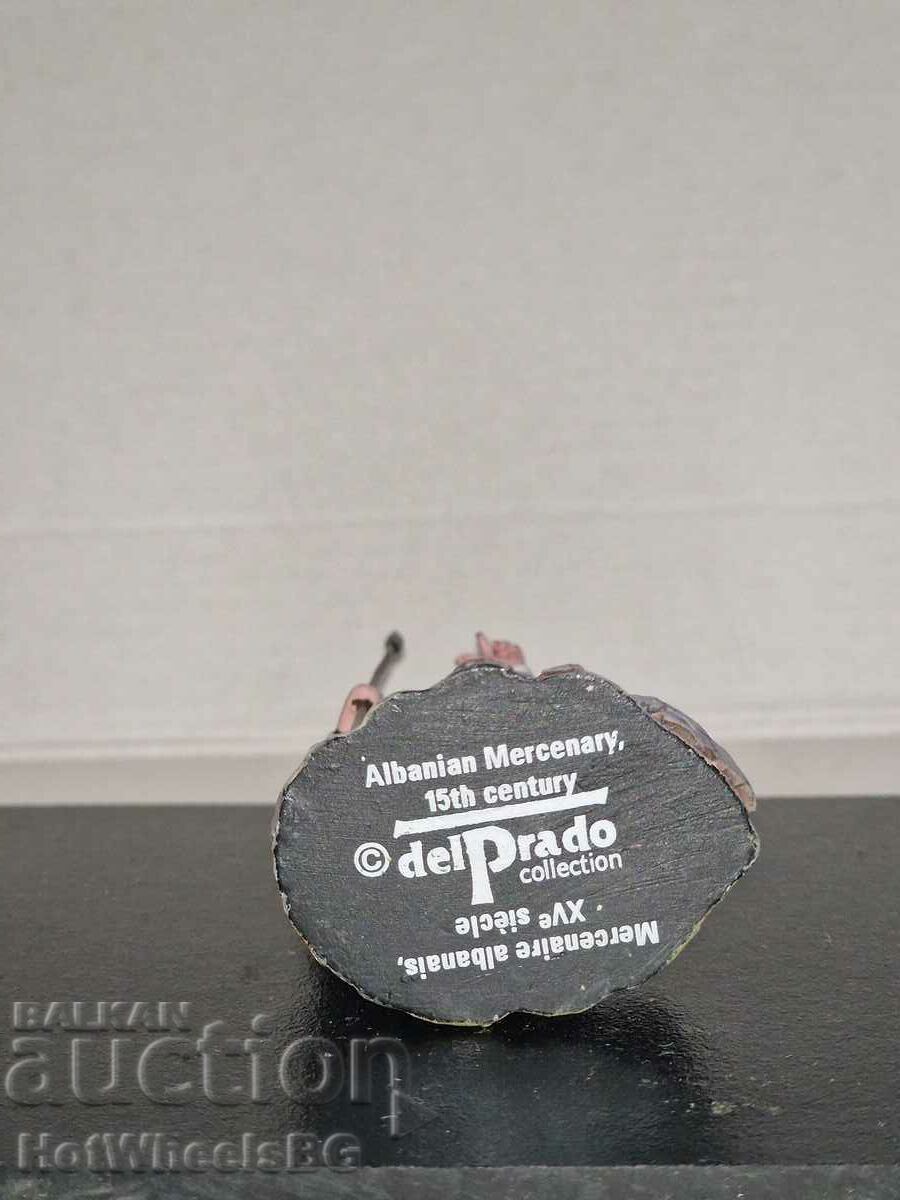 Albanian Mercenary,
15th century
© delPrado
collection
Mercenaire albanais,
XVe siècle
BALKAN
auction
HotWheelsBG